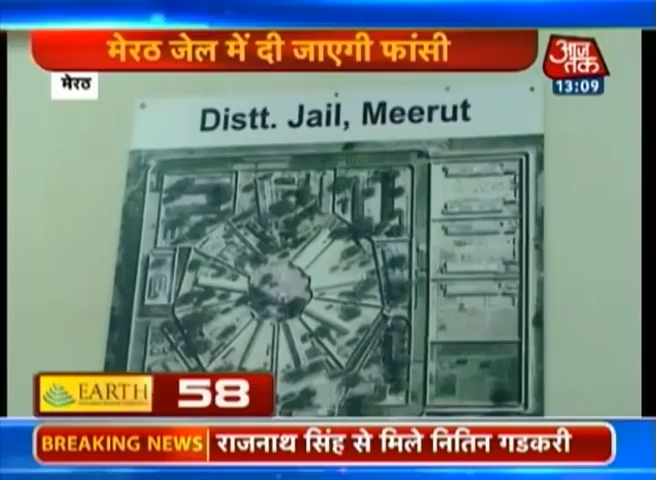 मेरठ जेल में दी जाएगी फांसी
आज तक
मेरठ
13:09
Distt. Jail, Meerut
EARTH
58
BREAKING NEWS
राजनाथ सिंह से मिले नितिन गडकरी